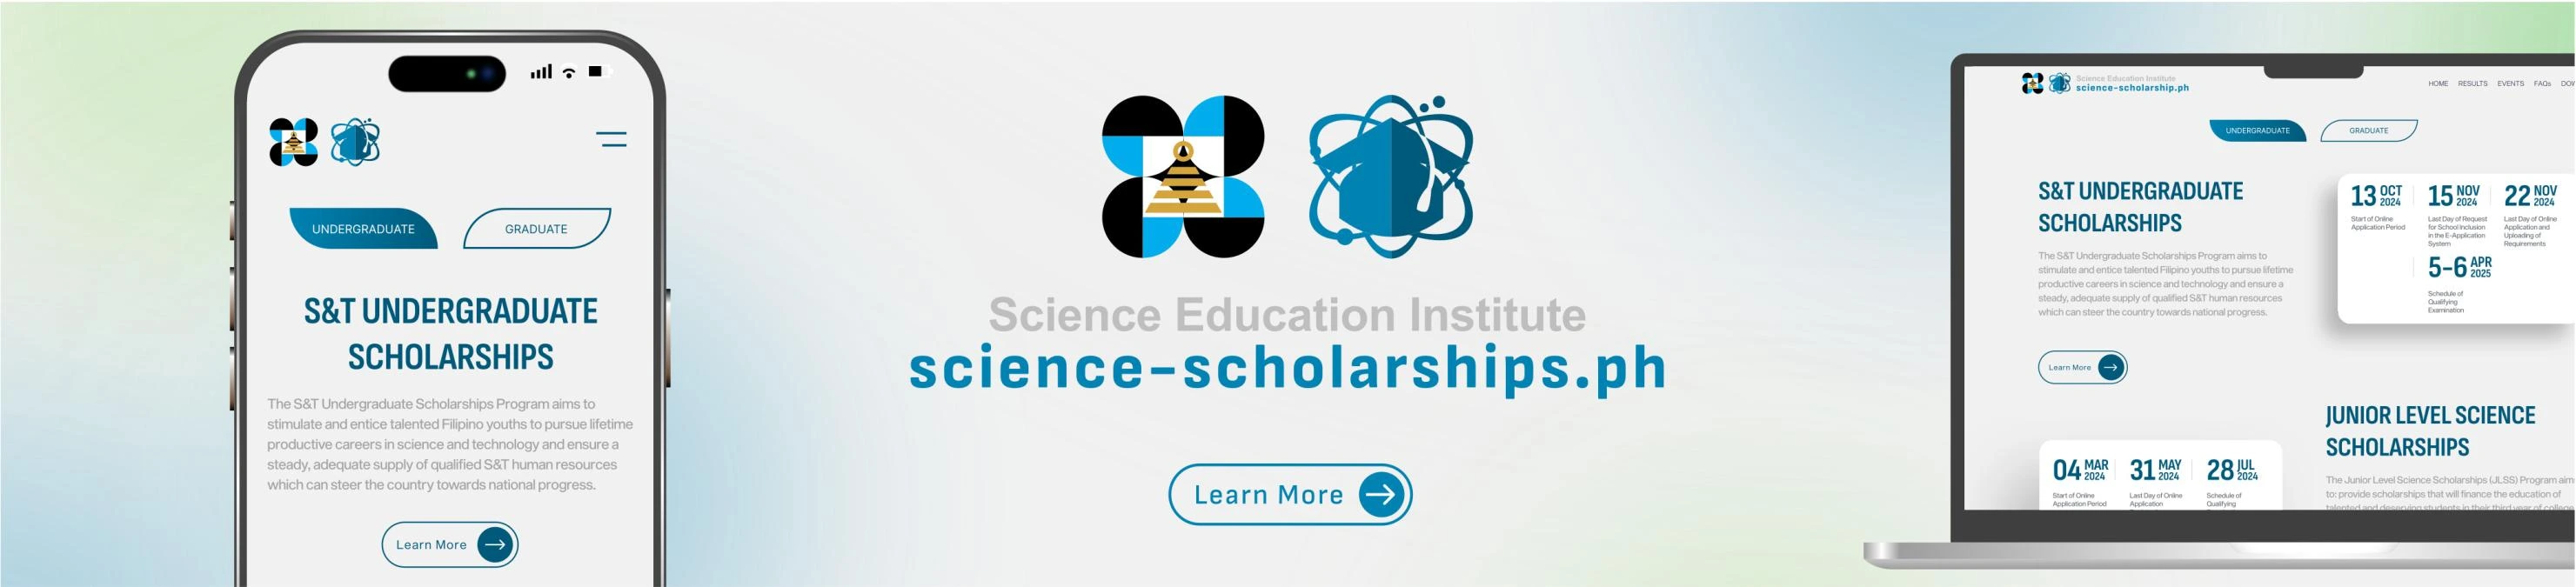 UNDERGRADUATE
GRADUATE
S&T UNDERGRADUATE
SCHOLARSHIPS
The S&T Undergraduate Scholarships Program aims to
stimulate and entice talented Filipino youths to pursue lifetime
productive careers in science and technology and ensure a
steady, adequate supply of qualified S&T human resources
which can steer the country towards national progress.
Learn More
Science Education Institute
science-scholarships.ph
Learn More
Science Education Institute
science-scholarship.ph
HOME RESULTS EVENTS FAQs
UNDERGRADUATE
GRADUATE
S&T UNDERGRADUATE
SCHOLARSHIPS
The S&T Undergraduate Scholarships Program aims to
stimulate and entice talented Filipino youths to pursue lifetime
productive careers in science and technology and ensure a
steady, adequate supply of qualified S&T human resources
which can steer the country towards national progress.
Learn More
13 OCT
2024
Start of Online
Application Period
15 NOV
2024
Last Day of Request
for School Inclusion
in the E-Application
System
22 NOV
2024
Last Day of Online
Application and
Uploading of
Requirements
5-6 APR
2025
Schedule of
Qualifying
Examination
04 MAR
2024
Start of Online
Application Period
31 MAY
2024
Last Day of Online
Application
28 JUL
2024
Schedule of
Qualifying
JUNIOR LEVEL SCIENCE
SCHOLARSHIPS
The Junior Level Science Scholarships (JLSS) Program aim
to: provide scholarships that will finance the education of
talented and deserving students in their third year of college